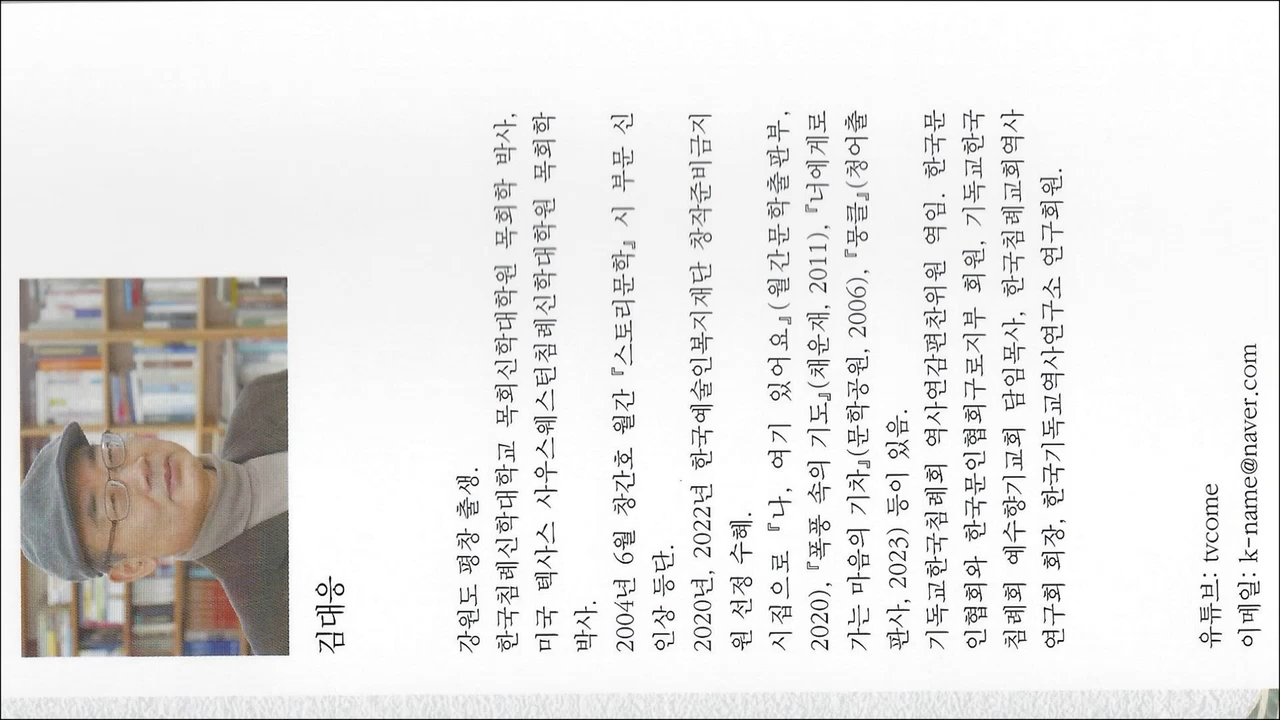 김대응
강원도 평창 출생.
한국침례신학대학교 목회신학대학원 목회학 박사,
미국 텍사스 사우스웨스턴침례신학대학원 목회학
박사.
2004년 6월 창간호 월간 『스토리문학』 시 부문 신
인상 등단.
2020년, 2022년 한국예술인복지재단 창작준비금지
원 선정 수혜.
시집으로 『나, 여기 있어요』(월간문학출판부,
2020), 『폭풍 속의 기도』(채운재, 2011), 『너에게로
가는 마음의 기차』(문학공원, 2006), 『뭉클』(청어출
판사, 2023) 등이 있음.
기독교한국침례회 역사연감편찬위원 역임. 한국문
인협회와 한국문인협회구로지부 회원, 기독교한국
침례회 예수향기교회 담임목사, 한국침례교회역사
연구회 회장, 한국기독교역사연구소 연구회원.
유튜브: tvcome
이메일: k-name@naver.com